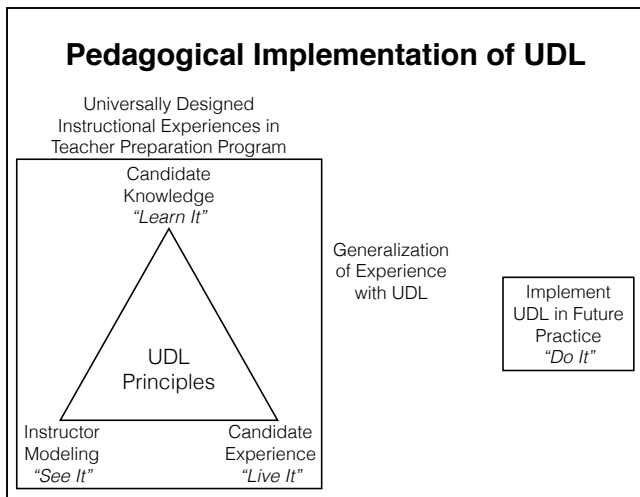 Pedagogical Implementation of UDL
Universally Designed
Instructional Experiences in
Teacher Preparation Program
Candidate
Knowledge
“Learn It”
UDL
Principles
Instructor
Modeling
“See It”
Candidate
Experience
“Live It”
Generalization
of Experience
with UDL
Implement
UDL in Future
Practice
“Do It”